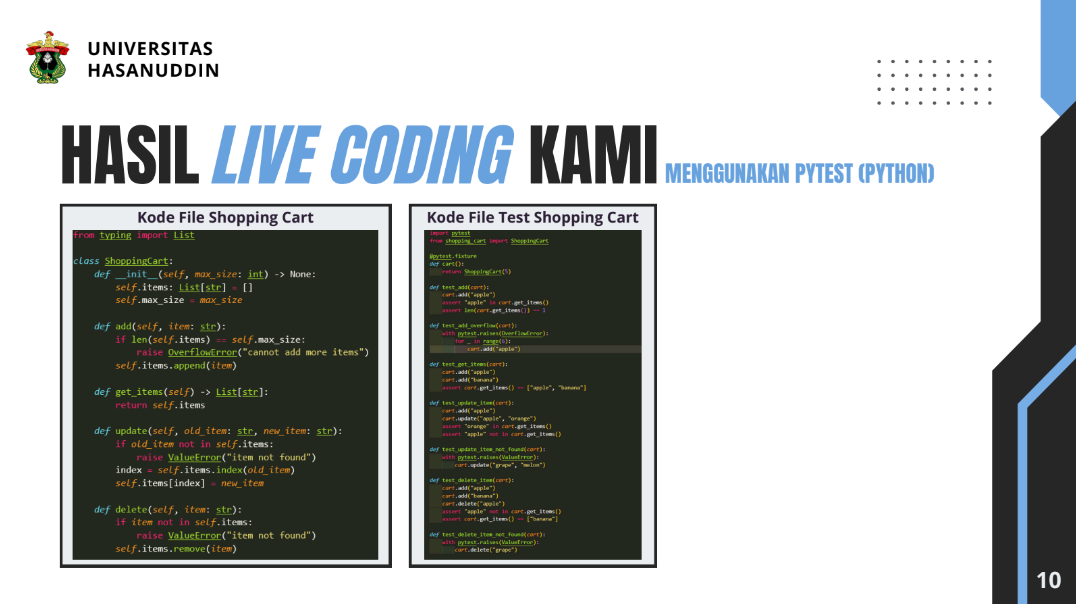 UNIVERSITAS
HASANUDDIN
HASIL LIVE CODING KAMI MENGGUNAKAN PYTEST (PYTHON)
Kode File Shopping Cart
from typing import List
class ShoppingCart:
    def __init__(self, max_size: int) -> None:
        self.items: List[str] = []
        self.max_size = max_size
    def add(self, item: str):
        if len(self.items) == self.max_size:
            raise OverflowError("cannot add more items")
        self.items.append(item)
    def get_items(self) -> List[str]:
        return self.items
    def update(self, old_item: str, new_item: str):
        if old_item not in self.items:
            raise ValueError("item not found")
        index = self.items.index(old_item)
        self.items[index] = new_item
    def delete(self, item: str):
        if item not in self.items:
            raise ValueError("item not found")
        self.items.remove(item)
Kode File Test Shopping Cart
import pytest
from shopping_cart import ShoppingCart
@pytest.fixture
def cart():
    return ShoppingCart(5)
def test_add(cart):
    cart.add("apple")
    assert "apple" in cart.get_items()
    assert len(cart.get_items()) == 1
def test_add_overflow(cart):
    with pytest.raises(OverflowError):
        for _ in range(6):
            cart.add("apple")
def test_get_items(cart):
    cart.add("apple")
    cart.add("banana")
    assert cart.get_items() == ["apple", "banana"]
def test_update_item(cart):
    cart.add("apple")
    cart.update("apple", "orange")
    assert "orange" in cart.get_items()
    assert "apple" not in cart.get_items()
def test_update_item_not_found(cart):
    with pytest.raises(ValueError):
        cart.update("grape", "melon")
def test_delete_item(cart):
    cart.add("apple")
    cart.add("banana")
    cart.delete("apple")
    assert "apple" not in cart.get_items()
    assert cart.get_items() == ["banana"]
def test_delete_item_not_found(cart):
    with pytest.raises(ValueError):
        cart.delete("grape")
10